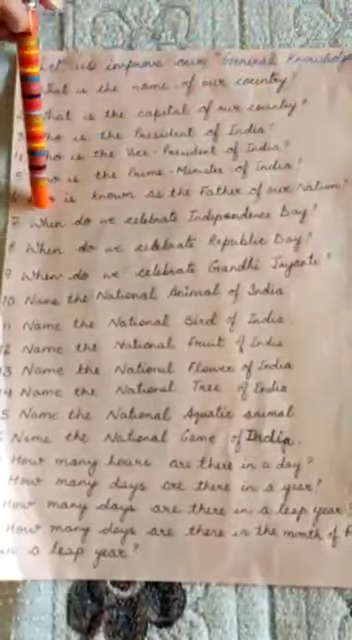 Let us improve our "General Knowledge
What is the name of our country
What is the capital of our country?
3 Who is the President of India?
4 Who is the Vice-President of India?
5 is the Prime-Minister of India?
is known as the Father of our Nation?
7 When do we celebrate Independence Day?
8 When do we celebrate Republic Day?
9 When do we celebrate Gandhi Jayanti?
10 Name the National Animal of India
11 Name the National Bird of India.
12 Name the National Fruit of India
13 Name the National Flower of India
14 Name the National Tree of India
5 Name the National Aquatic animal
Name the National Game of India.
How many hours are there in a day?
How many days are there in a year?
How many days are there in a leap year?
How many days are there in the month of F
in a leap year?